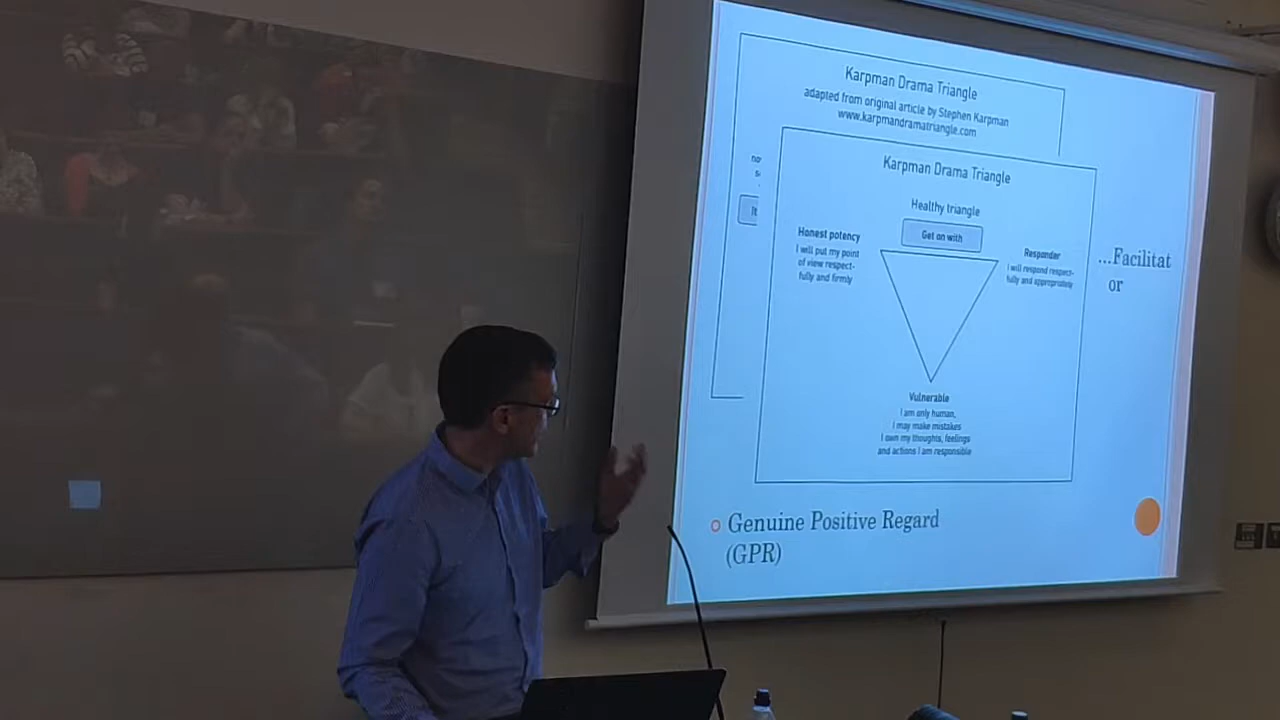 Karpman Drama Triangle
adapted from original article by Stephen Karpman
www.karpmandramatriangle.com
Karpman Drama Triangle
Healthy triangle
Get on with
Honest potency
I will put my point
of view respect-
fully and firmly
Responder
I will respond respect-
fully and appropriately
Vulnerable
I am only human,
I may make mistakes
I own my thoughts, feelings
and actions I am responsible
...Facilitat
or
Genuine Positive Regard
(GPR)